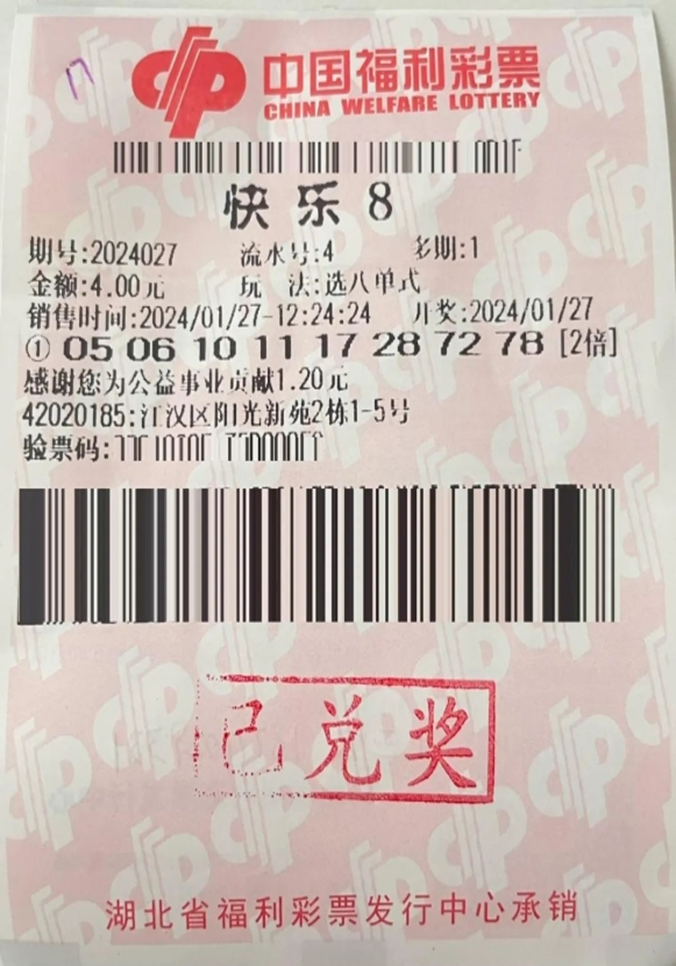 中国福利彩票
CHINA WELFARE LOTTERY
快乐8
期号:2024027 流水号:4 多期:1
金额:4.00元 玩 法:选八单式
销售时间:2024/01/27-12:24:24 开奖:2024/01/27
① 05 06 10 11 17 28 72 78 [2倍]
感谢您为公益事业贡献1.20元
42020185:江汉区阳光新苑2栋1-5号
验票码:
已兑奖
湖北省福利彩票发行中心承销